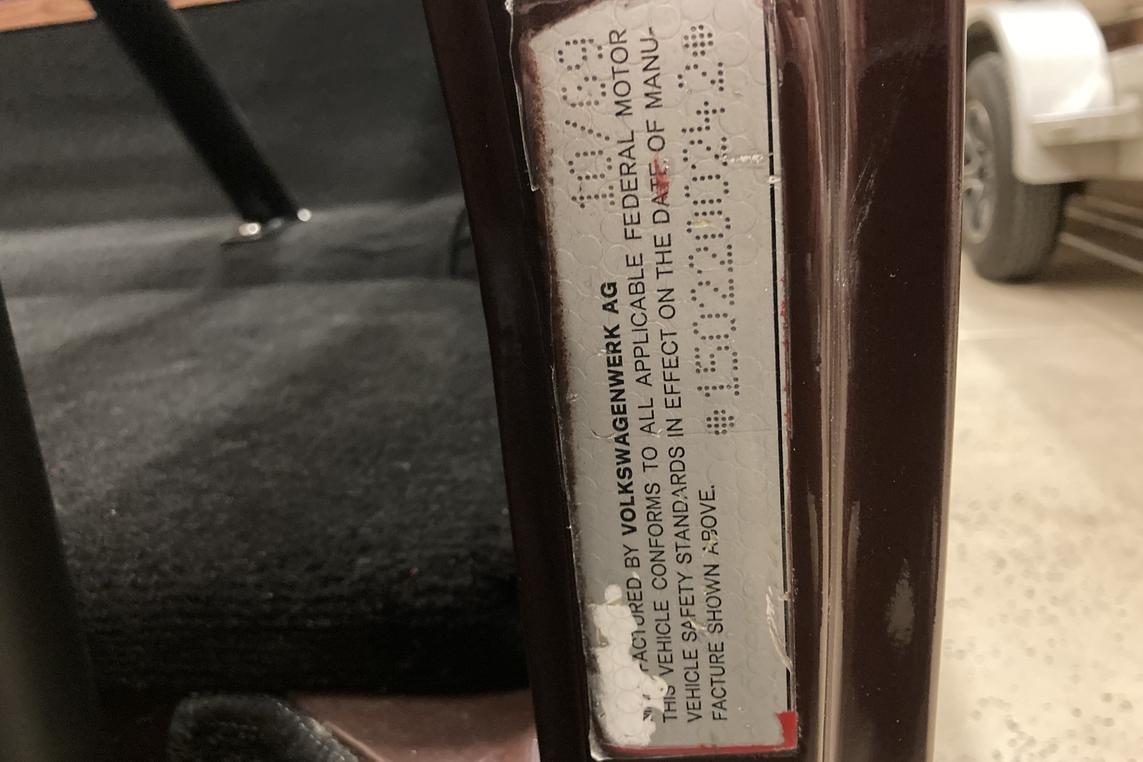 10/69
FACTURED BY VOLKSWAGENWERK AG
THIS VEHICLE CONFORMS TO ALL APPLICABLE FEDERAL MOTOR
VEHICLE SAFETY STANDARDS IN EFFECT ON THE DATE OF MANU-
FACTURE SHOWN ABOVE.